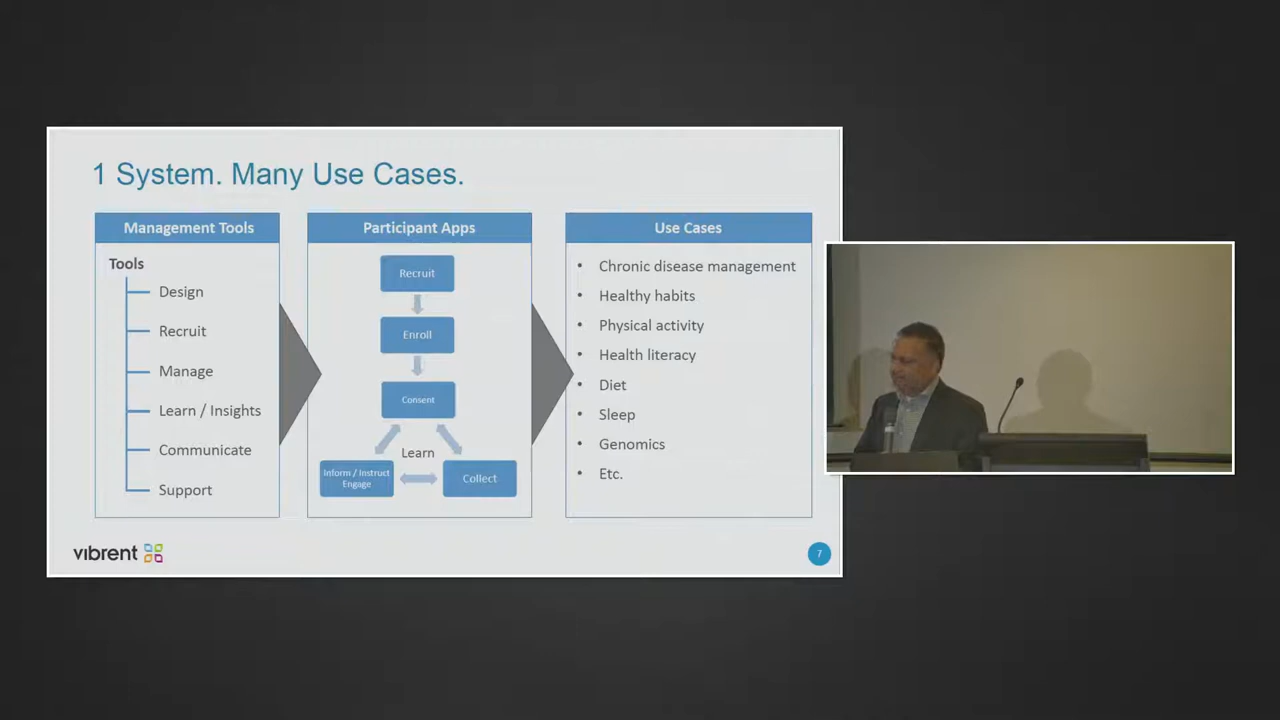 1 System. Many Use Cases.
Management Tools
Tools
Design
Recruit
Manage
Learn / Insights
Communicate
Support
Participant Apps
Recruit
Enroll
Consent
Learn
Inform / Instruct
Engage
Collect
Use Cases
• Chronic disease management
• Healthy habits
• Physical activity
• Health literacy
• Diet
• Sleep
• Genomics
• Etc.
vibrent
7